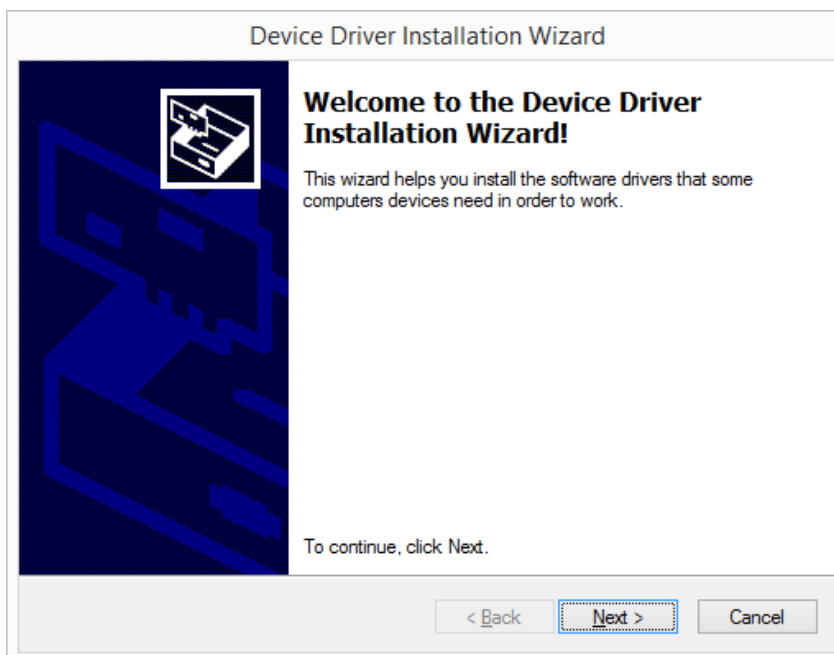 Device Driver Installation Wizard
Welcome to the Device Driver
Installation Wizard!
This wizard helps you install the software drivers that some
computers devices need in order to work.
To continue, click Next.
< Back
Next >
Cancel